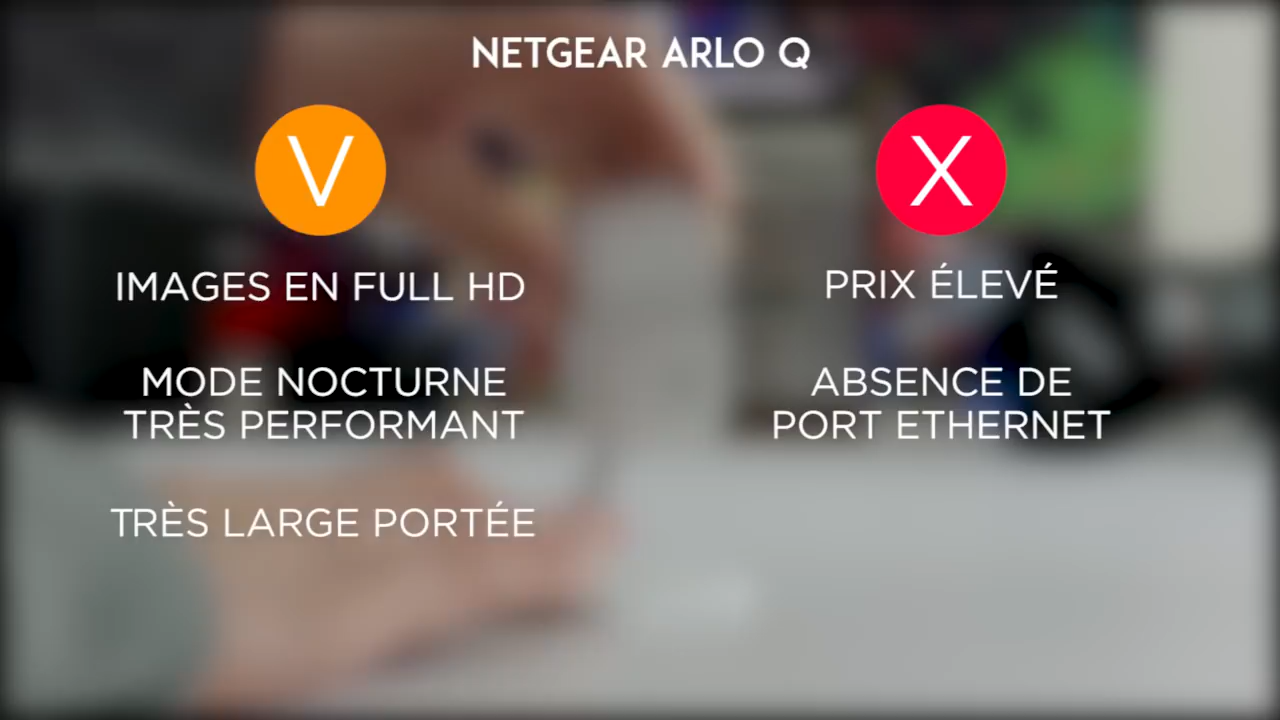 NETGEAR ARLO Q
V
IMAGES EN FULL HD
MODE NOCTURNE
TRÈS PERFORMANT
TRÈS LARGE PORTÉE
X
PRIX ÉLEVÉ
ABSENCE DE
PORT ETHERNET